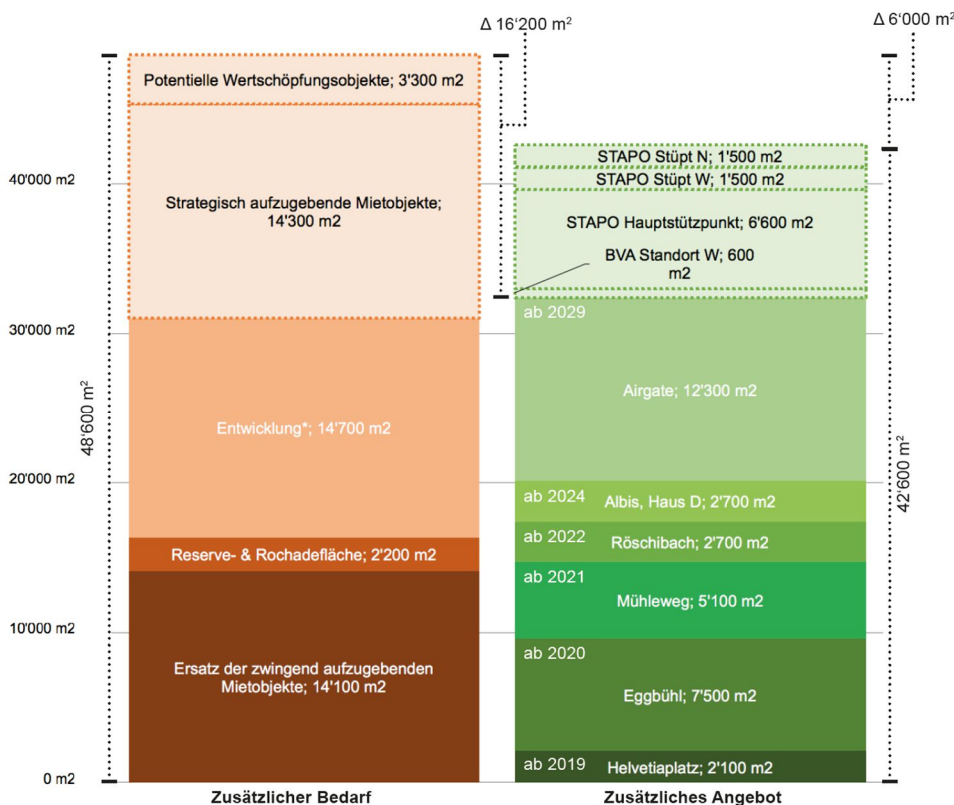 Δ 16‘200 m²
Δ 6‘000 m²
Potentielle Wertschöpfungsobjekte; 3'300 m2
Strategisch aufzugebende Mietobjekte;
14'300 m2
Entwicklung*; 14'700 m2
Reserve- & Rochadefläche; 2'200 m2
Ersatz der zwingend aufzugebenden
Mietobjekte; 14'100 m2
STAPO Stüpt N; 1'500 m2
STAPO Stüpt W; 1'500 m2
STAPO Hauptstützpunkt; 6'600 m2
BVA Standort W; 600
m2
ab 2029
Airgate; 12'300 m2
ab 2024
Albis, Haus D; 2'700 m2
ab 2022
Röschibach; 2'700 m2
ab 2021
Mühleweg; 5'100 m2
ab 2020
Eggbühl; 7'500 m2
ab 2019
Helvetiaplatz; 2'100 m2
40'000 m2
30'000 m2
20'000 m2
10'000 m2
0 m2
48‘600 m²
42‘600 m²
Zusätzlicher Bedarf
Zusätzliches Angebot